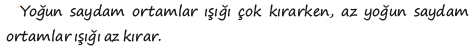 Yoğun saydam ortamlar ışığı çok kırarken, az yoğun saydam
ortamlar ışığı az kırar.